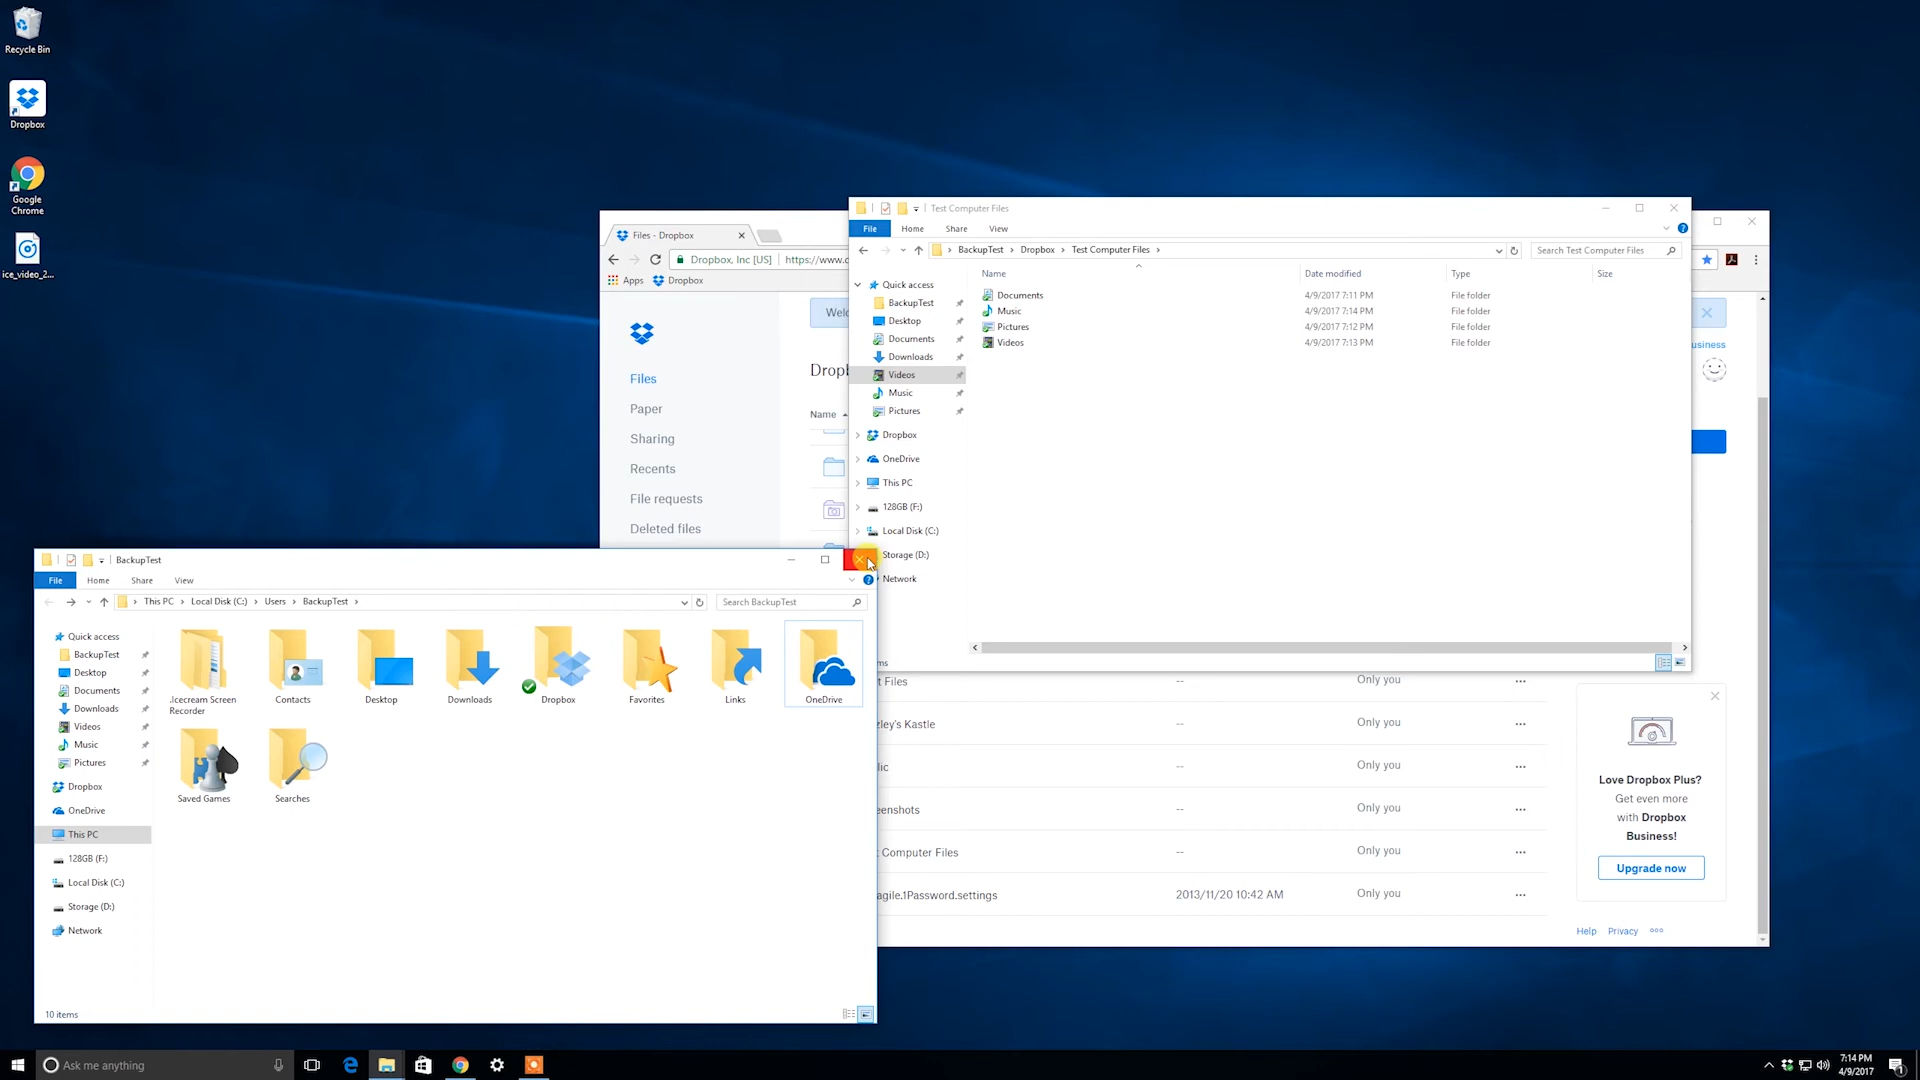 Recycle Bin
Dropbox
Google
Chrome
ice_video_2...
Files - Dropbox
Dropbox, Inc [US]
https://www.
Apps
Dropbox
Files
Paper
Sharing
Recents
File requests
Deleted files
Name
Test Computer Files
File
Home
Share
View
BackupTest
Dropbox
Test Computer Files
Search Test Computer Files
Name
Date modified
Type
Size
Documents
4/9/2017 7:11 PM
File folder
Music
4/9/2017 7:14 PM
File folder
Pictures
4/9/2017 7:12 PM
File folder
Videos
4/9/2017 7:13 PM
File folder
Quick access
BackupTest
Desktop
Documents
Downloads
Videos
Music
Pictures
Dropbox
OneDrive
This PC
128GB (F:)
Local Disk (C:)
Storage (D:)
Network
usiness
t Files
--
Only you
zley's Kastle
--
Only you
lic
--
Only you
eenshots
--
Only you
t Computer Files
--
Only you
agile.1Password.settings
2013/11/20 10:42 AM
Only you
Love Dropbox Plus?
Get even more
with Dropbox
Business!
Upgrade now
Help
Privacy
BackupTest
File
Home
Share
View
This PC
Local Disk (C:)
Users
BackupTest
Search BackupTest
Quick access
BackupTest
Desktop
Documents
Downloads
Videos
Music
Pictures
Dropbox
OneDrive
This PC
128GB (F:)
Local Disk (C:)
Storage (D:)
Network
.Icecream Screen
Recorder
Contacts
Desktop
Downloads
Dropbox
Favorites
Links
OneDrive
Saved Games
Searches
10 items
Ask me anything
7:14 PM
4/9/2017